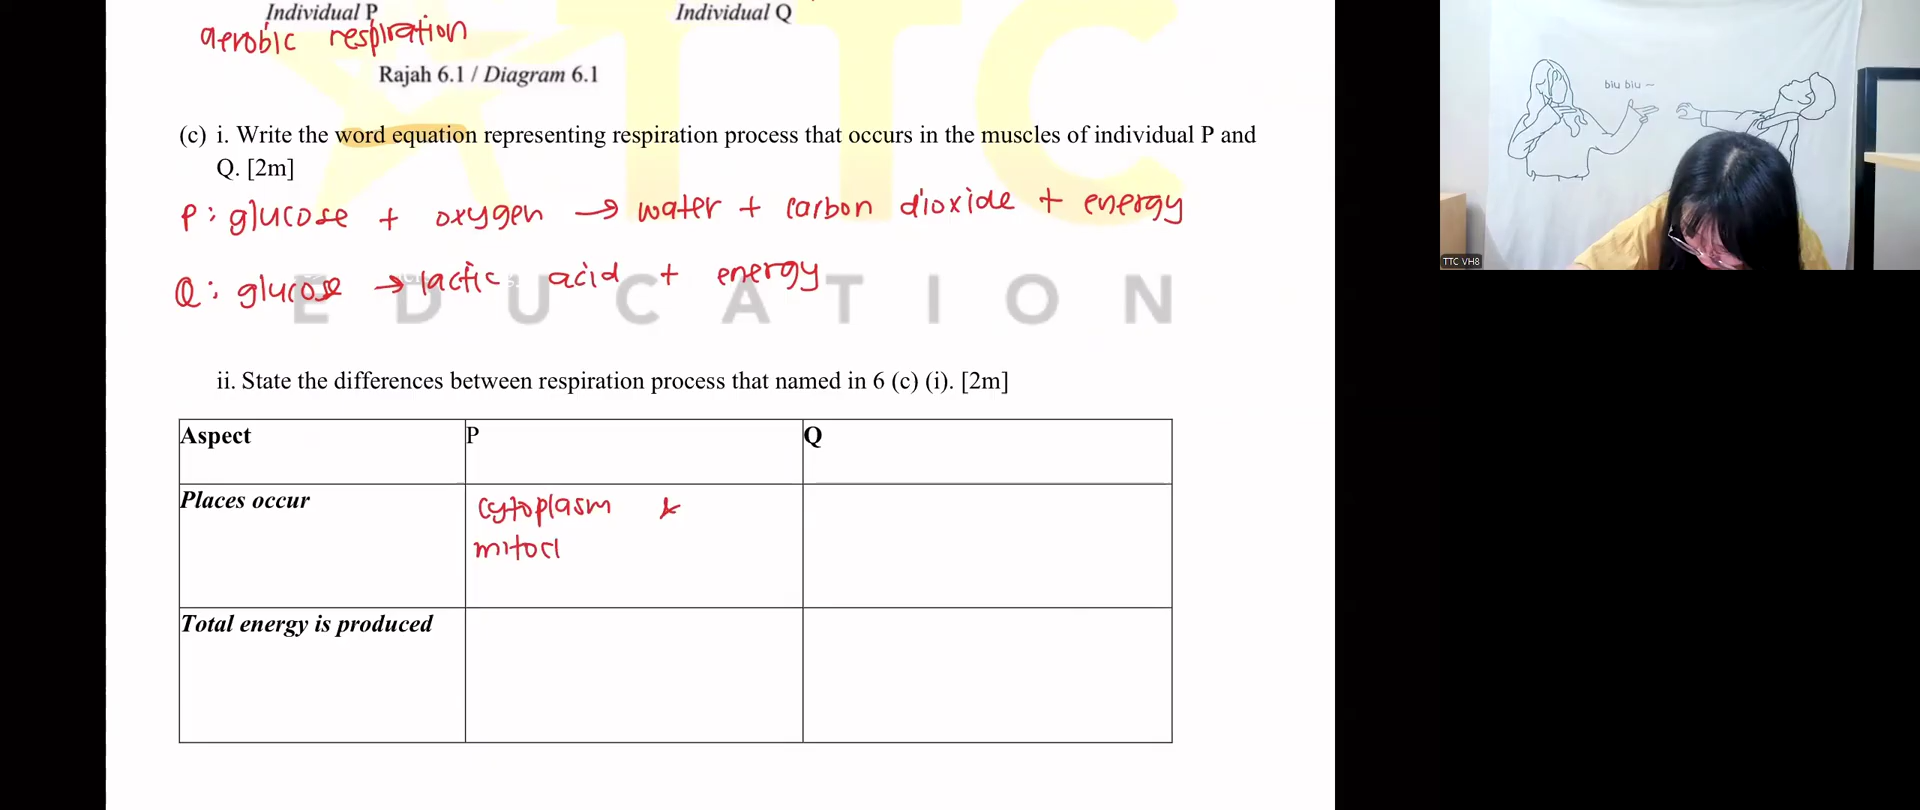 Individual P
Individual Q
aerobic respiration
Rajah 6.1 / Diagram 6.1
(c) i. Write the word equation representing respiration process that occurs in the muscles of individual P and
Q. [2m]
P: glucose + oxygen → water + carbon dioxide + energy
Q: glucose → lactic acid + energy
TTC
EDUCATION
ii. State the differences between respiration process that named in 6 (c) (i). [2m]
Aspect P Q
Places occur cytoplasm &
mitocl
Total energy is produced
biu biu ~
TTC VH8